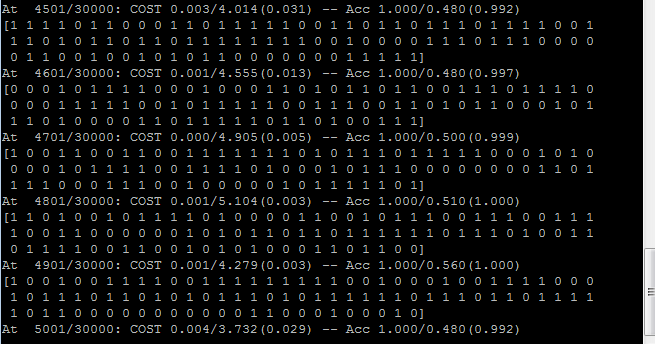 At  4501/30000: COST 0.003/4.014(0.031) -- Acc 1.000/0.480(0.992)
[1 1 1 1 0 1 1 0 0 0 1 1 0 1 1 1 1 1 0 0 1 1 0 1 1 0 1 1 1 1 1 0 0 1
 1 1 0 1 0 1 1 0 1 1 1 0 0 0 0 0 1 1 0 0 1 0 0 0 0 1 1 1 0 1 1 1 0 0 0 0
 0 1 1 0 0 1 0 0 1 0 1 0 1 1 0 0 0 0 0 0 0 1 1 1 1 1]
At  4601/30000: COST 0.001/4.555(0.013) -- Acc 1.000/0.480(0.997)
[0 0 0 1 0 1 1 1 1 0 0 1 0 0 0 1 1 0 1 0 1 1 0 1 1 0 0 1 1 1 0 1 1 1 1 0
 0 0 0 1 1 1 1 1 0 1 1 0 1 0 1 1 1 1 1 0 0 0 0 1 1 0 1 0 1 1 0 0 0 1 0 1
 1 1 0 1 0 1 0 0 0 0 1 1 0 1 0 1 1 0 0 0 1 1 1 1]
At  4701/30000: COST 0.000/4.905(0.005) -- Acc 1.000/0.500(0.999)
[1 0 0 1 1 0 0 1 1 0 0 1 1 1 1 1 1 1 0 1 0 1 1 1 0 1 1 1 1 1 0 0 0 1 0 1 0
 0 0 0 1 0 1 1 1 0 1 0 0 1 0 1 0 1 0 1 1 1 0 0 0 0 0 0 0 0 0 1 1 0 1
 1 1 1 0 0 0 1 1 0 0 1 1 0 0 0 0 1 0 1 1 1 1 1 0 1]
At  4801/30000: COST 0.001/5.104(0.003) -- Acc 1.000/0.510(1.000)
[1 1 0 1 1 0 0 1 0 1 1 1 0 1 0 0 0 0 1 1 0 0 1 0 1 1 1 0 0 1 1 1 0 0 1 1 1
 1 0 0 1 1 0 0 0 0 0 1 0 1 0 1 1 0 1 1 1 1 1 1 1 1 0 1 1 1 0 1 0 0 1 1
 0 1 1 1 1 0 0 1 1 0 0 1 0 1 0 1 0 0 0 1 1 0 1 1 0 0]
At  4901/30000: COST 0.001/4.279(0.003) -- Acc 1.000/0.560(1.000)
[1 0 0 1 0 0 1 1 1 1 0 1 1 1 1 1 1 1 1 1 1 0 0 1 0 0 0 1 0 0 1 1 1 1 0 0 0
 1 0 1 1 0 1 1 1 0 1 0 1 0 1 0 1 1 0 1 0 1 1 1 0 1 1 0 1 0 1 1 1 1
 1 0 0 0 0 1 0 1 1 0 0 0 0 0 0 0 1 1 0 0 0 1 0 0 0 1 0]
At  5001/30000: COST 0.004/3.732(0.029) -- Acc 1.000/0.480(0.992)